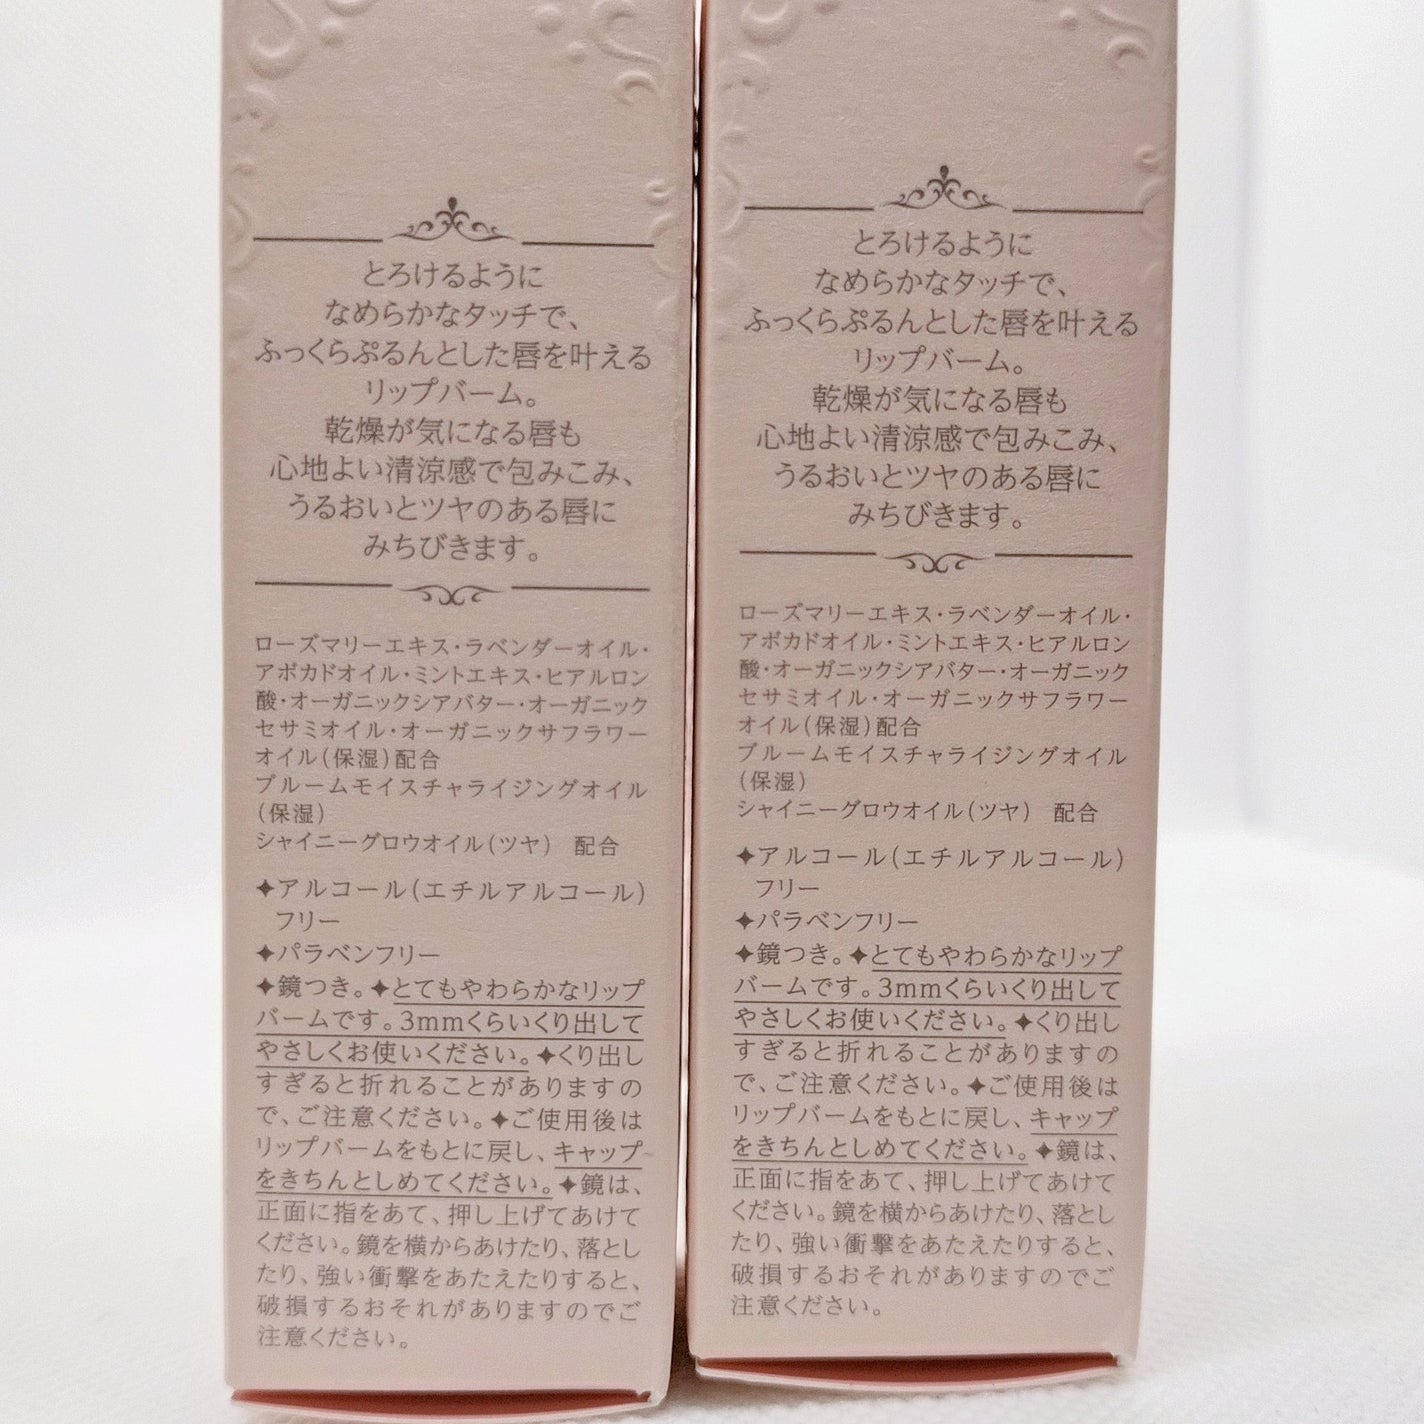 とろけるように
なめらかなタッチで、
ふっくらぷるんとした唇を叶える
リップバーム。
乾燥が気になる唇も
心地よい清涼感で包みこみ、
うるおいとツヤのある唇に
みちびきます。
ローズマリーエキス・ラベンダーオイル・
アボカドオイル・ミントエキス・ヒアルロン
酸・オーガニックシアバター・オーガニック
セサミオイル・オーガニックサフラワー
オイル(保湿)配合
ブルームモイスチャライジングオイル
(保湿)
シャイニーグロウオイル(ツヤ) 配合
✦アルコール(エチルアルコール)
フリー
✦パラベンフリー
✦鏡つき。✦とてもやわらかなリップ
バームです。3mmくらいくり出して
やさしくお使いください。✦くり出し
すぎると折れることがありますの
で、ご注意ください。✦ご使用後は
リップバームをもとに戻し、キャップ
をきちんとしめてください。✦鏡は、
正面に指をあて、押し上げてあけて
ください。鏡を横からあけたり、落とし
たり、強い衝撃をあたえたりすると、
破損するおそれがありますのでご
注意ください。
とろけるように
なめらかなタッチで、
ふっくらぷるんとした唇を叶える
リップバーム。
乾燥が気になる唇も
心地よい清涼感で包みこみ、
うるおいとツヤのある唇に
みちびきます。
ローズマリーエキス・ラベンダーオイル・
アボカドオイル・ミントエキス・ヒアルロン
酸・オーガニックシアバター・オーガニック
セサミオイル・オーガニックサフラワー
オイル(保湿)配合
ブルームモイスチャライジングオイル
(保湿)
シャイニーグロウオイル(ツヤ) 配合
✦アルコール(エチルアルコール)
フリー
✦パラベンフリー
✦鏡つき。✦とてもやわらかなリップ
バームです。3mmくらいくり出して
やさしくお使いください。✦くり出し
すぎると折れることがありますの
で、ご注意ください。✦ご使用後は
リップバームをもとに戻し、キャップ
をきちんとしめてください。✦鏡は、
正面に指をあて、押し上げてあけて
ください。鏡を横からあけたり、落とし
たり、強い衝撃をあたえたりすると、
破損するおそれがありますのでご
注意ください。